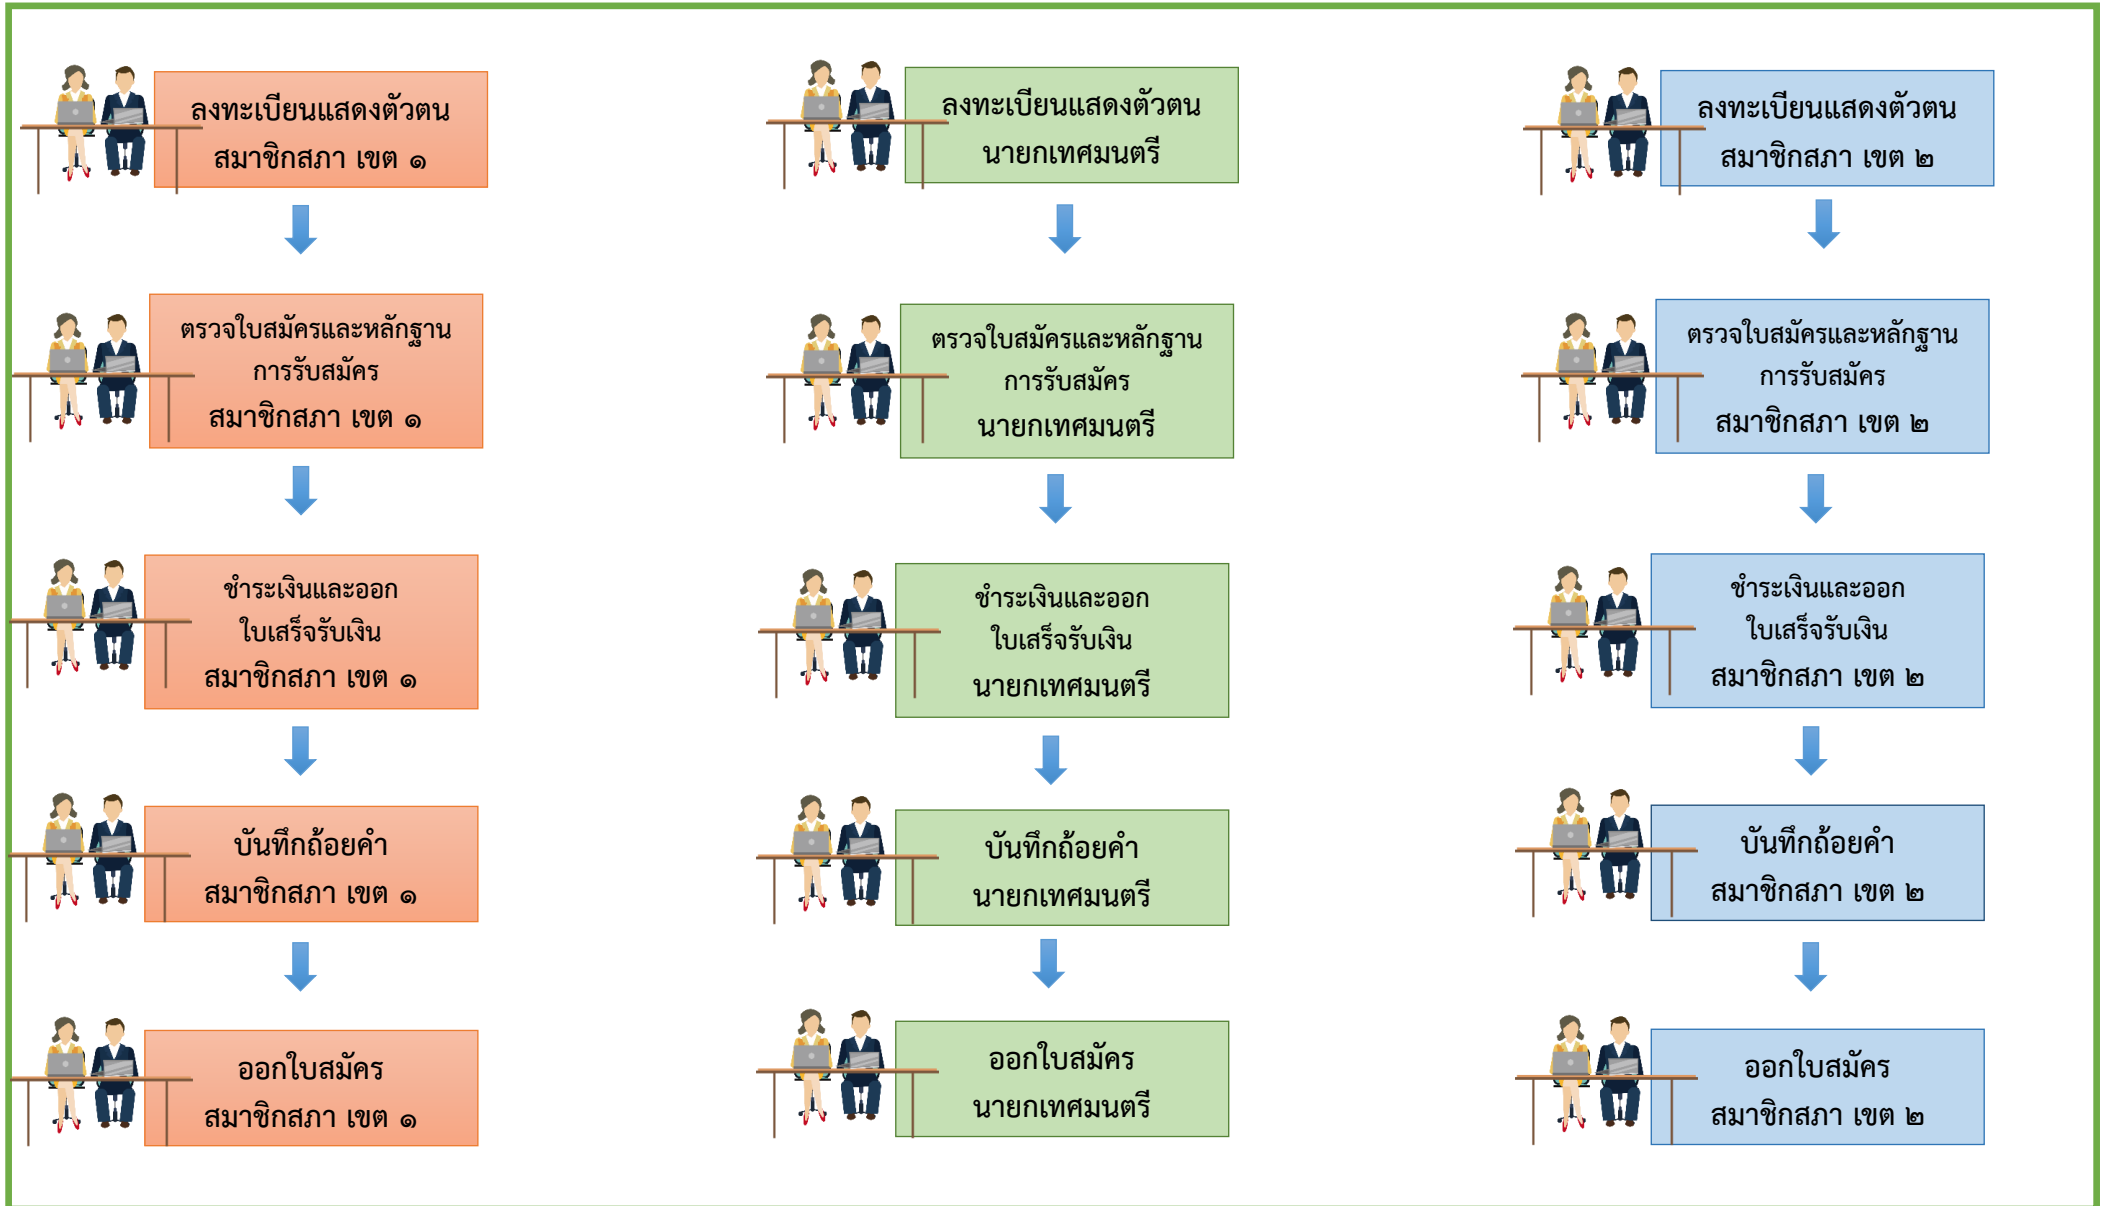 ลงทะเบียนแสดงตัวตน
สมาชิกสภา เขต ๑
ตรวจใบสมัครและหลักฐาน
การรับสมัคร
สมาชิกสภา เขต ๑
ชำระเงินและออก
ใบเสร็จรับเงิน
สมาชิกสภา เขต ๑
บันทึกถ้อยคำ
สมาชิกสภา เขต ๑
ออกใบสมัคร
สมาชิกสภา เขต ๑
ลงทะเบียนแสดงตัวตน
นายกเทศมนตรี
ตรวจใบสมัครและหลักฐาน
การรับสมัคร
นายกเทศมนตรี
ชำระเงินและออก
ใบเสร็จรับเงิน
นายกเทศมนตรี
บันทึกถ้อยคำ
นายกเทศมนตรี
ออกใบสมัคร
นายกเทศมนตรี
ลงทะเบียนแสดงตัวตน
สมาชิกสภา เขต ๒
ตรวจใบสมัครและหลักฐาน
การรับสมัคร
สมาชิกสภา เขต ๒
ชำระเงินและออก
ใบเสร็จรับเงิน
สมาชิกสภา เขต ๒
บันทึกถ้อยคำ
สมาชิกสภา เขต ๒
ออกใบสมัคร
สมาชิกสภา เขต ๒